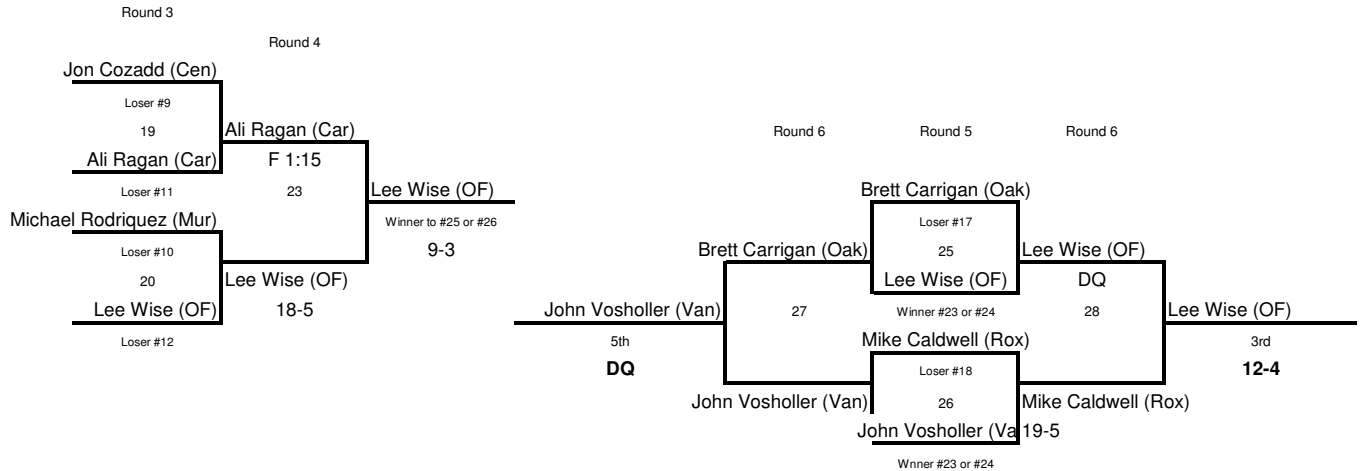 Round 3
Round 4
Jon Cozadd (Cen)
Loser #9
19
Ali Ragan (Car)
Ali Ragan (Car)
F 1:15
Loser #11
23
Lee Wise (OF)
Michael Rodriquez (Mur)
Winner to #25 or #26
Loser #10
9-3
20
Lee Wise (OF)
Lee Wise (OF)
18-5
Loser #12
Round 6
Round 5
Round 6
Brett Carrigan (Oak)
Loser #17
Brett Carrigan (Oak)
25
Lee Wise (OF)
Lee Wise (OF)
DQ
John Vosholler (Van)
27
Winner #23 or #24
28
Lee Wise (OF)
5th
Mike Caldwell (Rox)
3rd
DQ
Loser #18
12-4
John Vosholler (Van)
26
Mike Caldwell (Rox)
John Vosholler (Va
19-5
Wnner #23 or #24